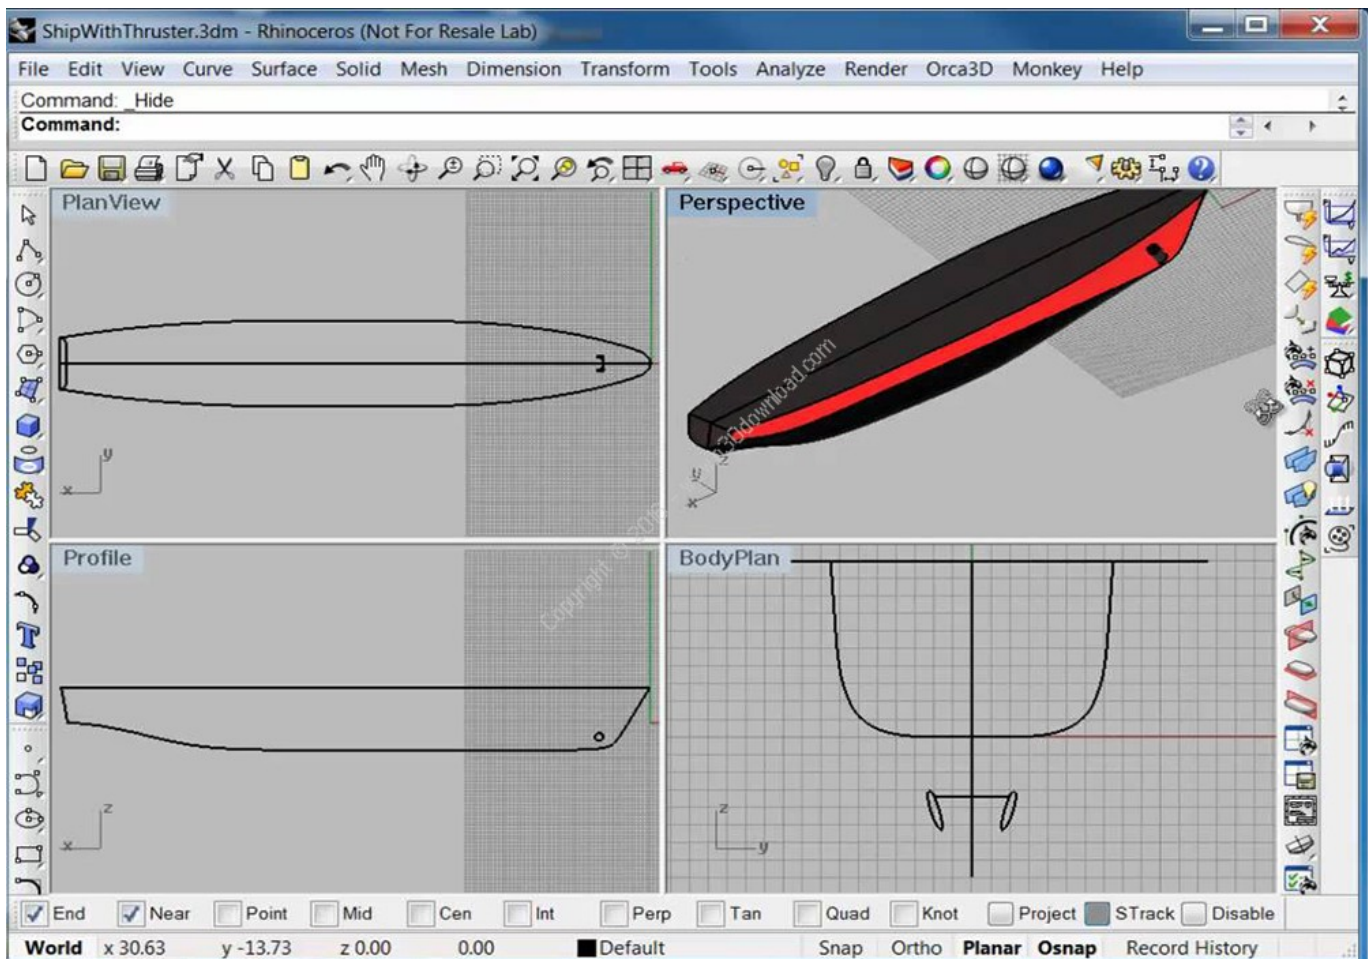 ShipWithThruster.3dm - Rhinoceros (Not For Resale Lab)
File Edit View Curve Surface Solid Mesh Dimension Transform Tools Analyze Render Orca3D Monkey Help
Command: _Hide
Command:
PlanView
Perspective
y
x
z
y
x
Profile
BodyPlan
z
x
z
y
End Near Point Mid Cen Int Perp Tan Quad Knot Project STrack Disable
World x 30.63 y -13.73 z 0.00 0.00 Default Snap Ortho Planar Osnap Record History